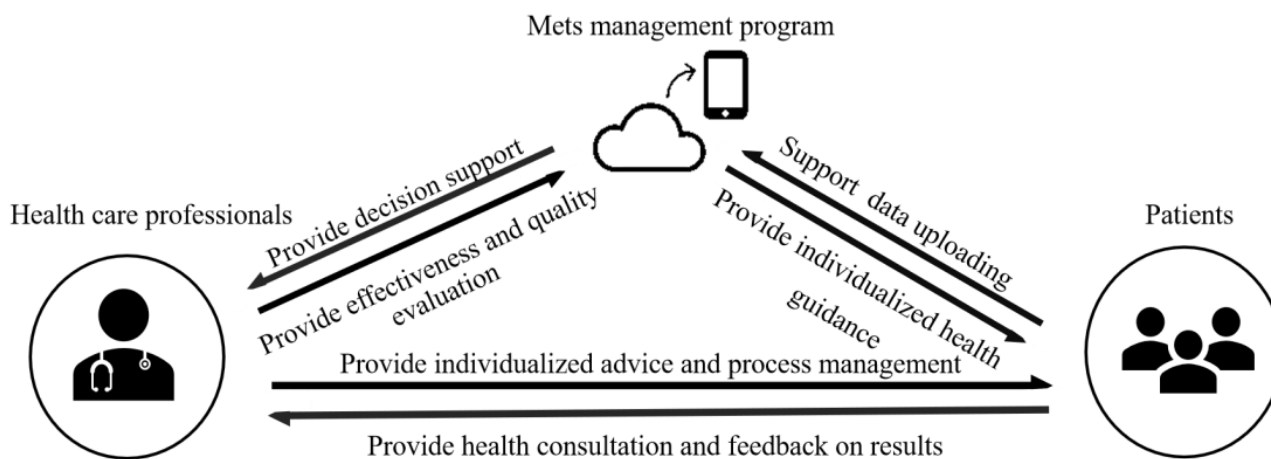 Mets management program
Health care professionals
Patients
Provide decision support
Provide effectiveness and quality
evaluation
Support data uploading
Provide individualized health
guidance
Provide individualized advice and process management
Provide health consultation and feedback on results